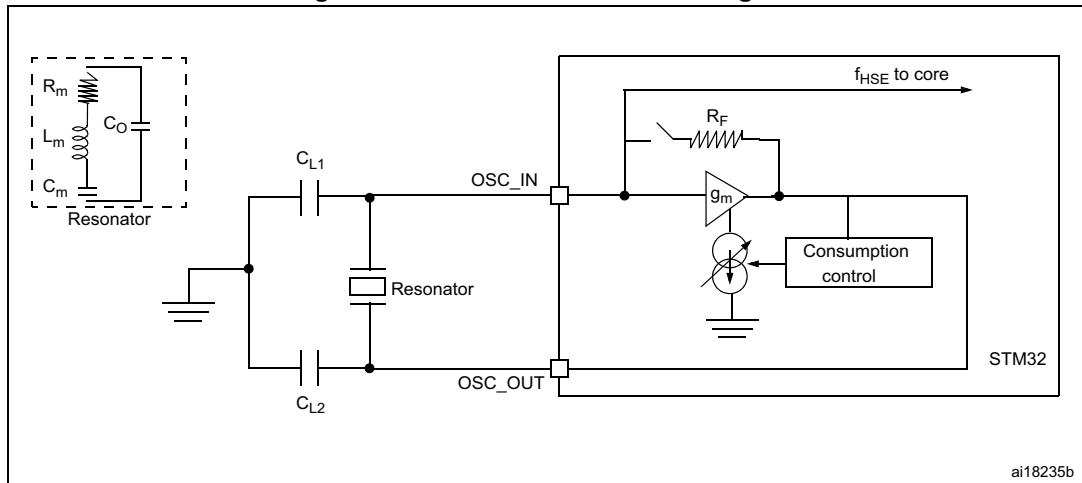 R_m
L_m
C_O
C_m
Resonator
C_L1
C_L2
Resonator
OSC_IN
OSC_OUT
f_HSE to core
R_F
g_m
Consumption
control
STM32
ai18235b